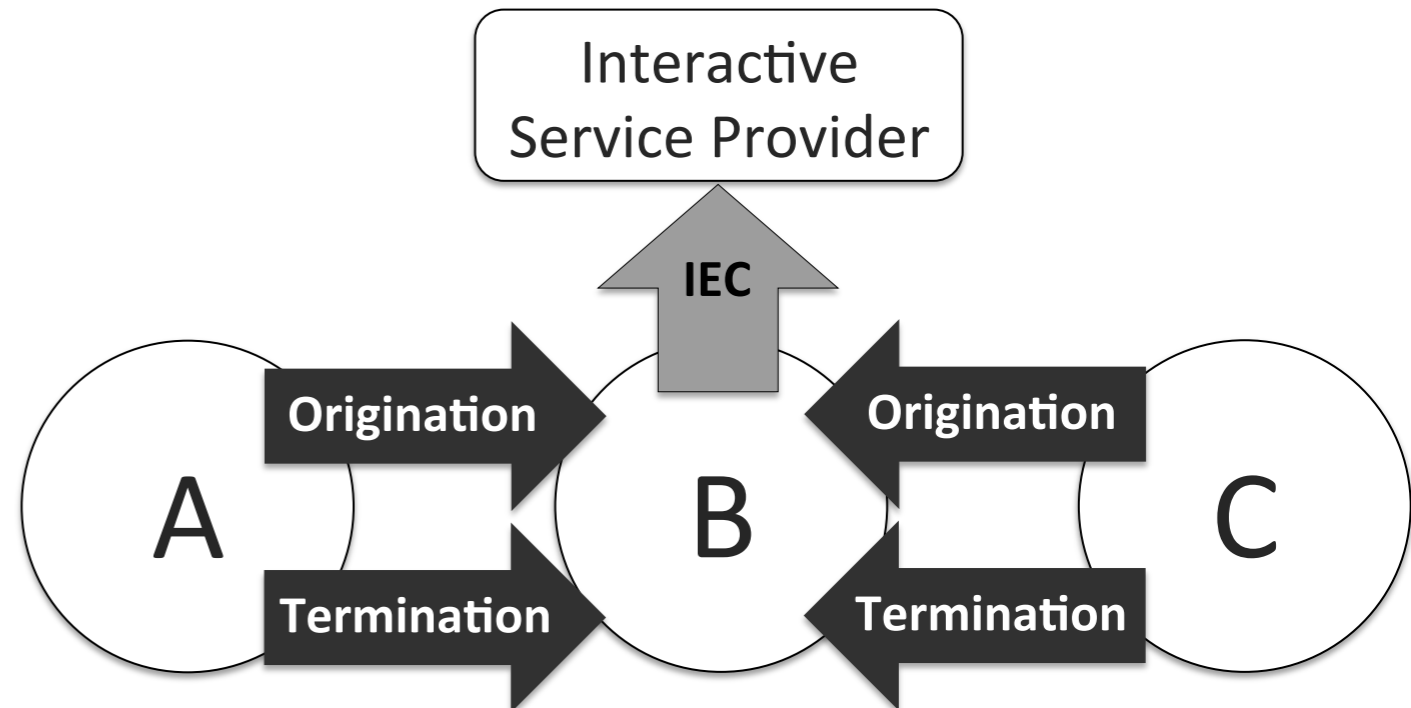 Interactive
Service Provider
IEC
Origination
Origination
A
B
C
Termination
Termination